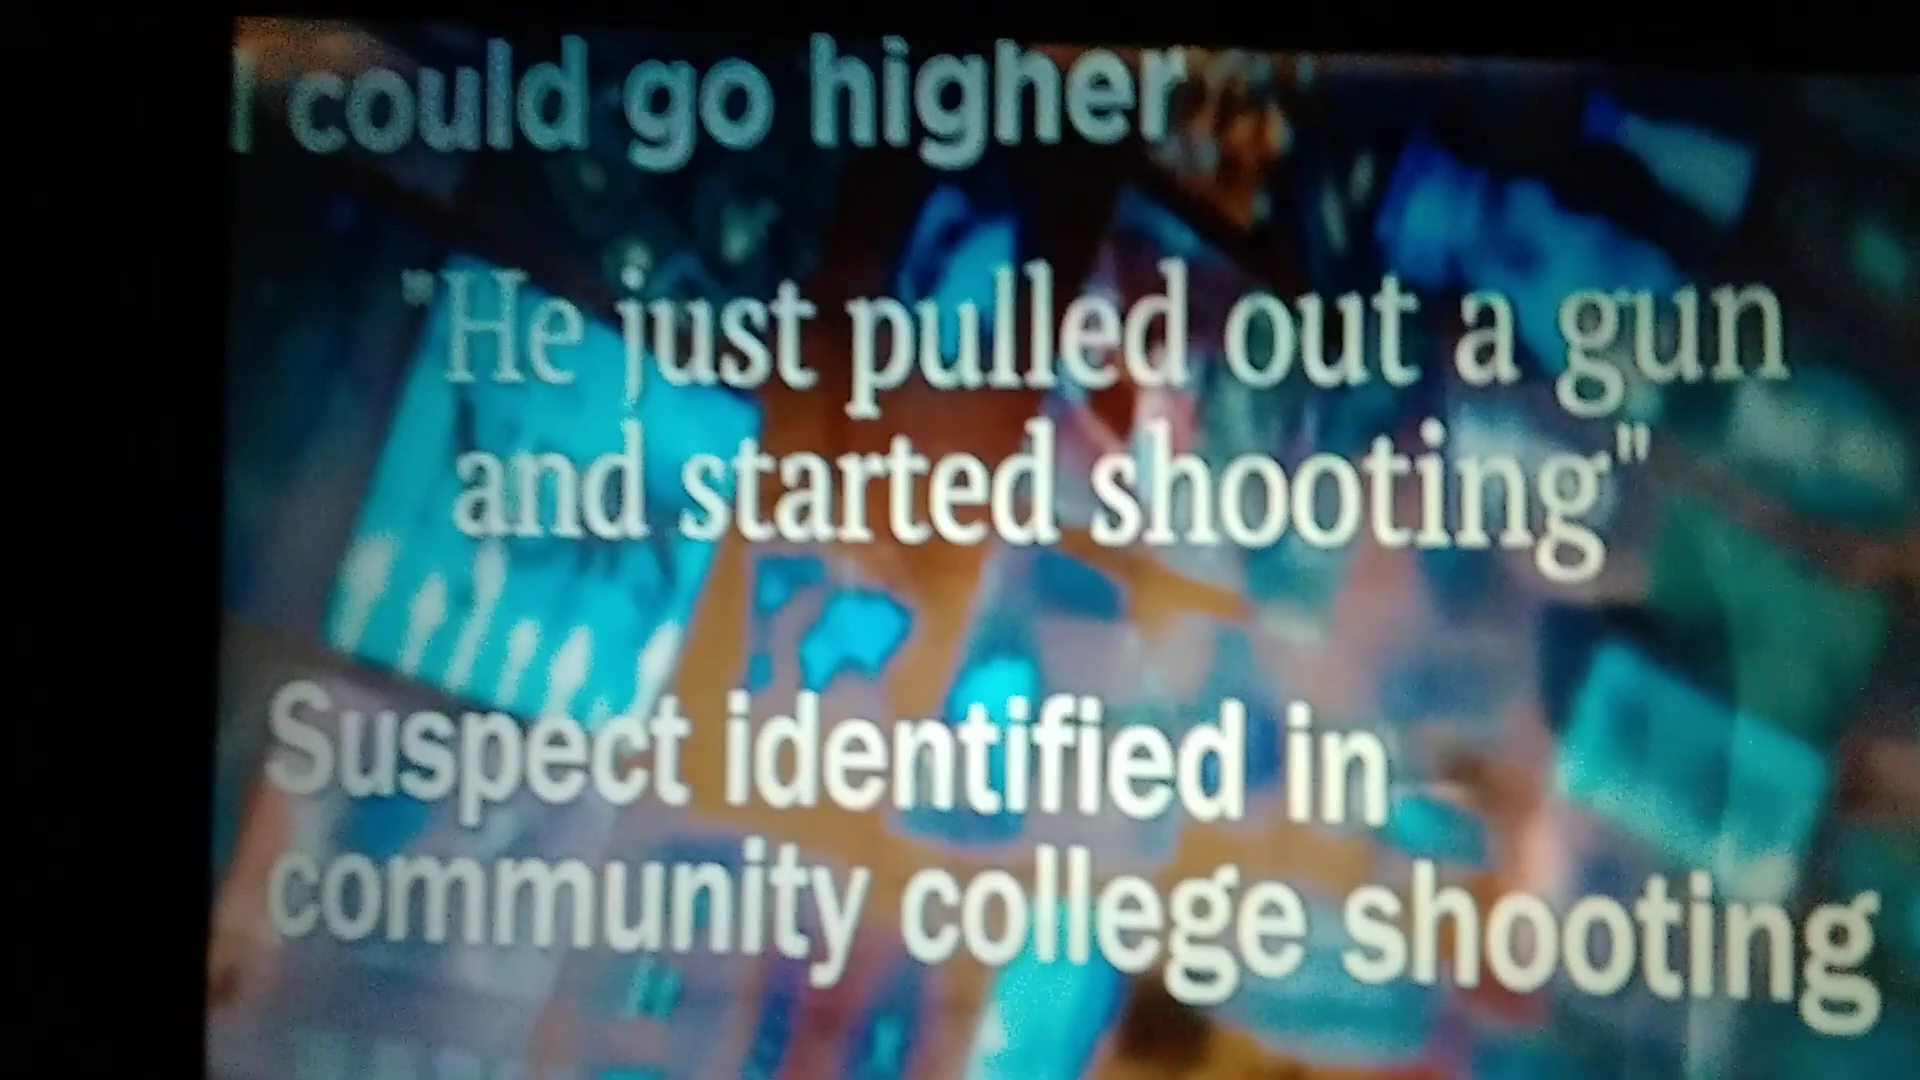 I could go higher
"He just pulled out a gun
and started shooting"
Suspect identified in
community college shooting